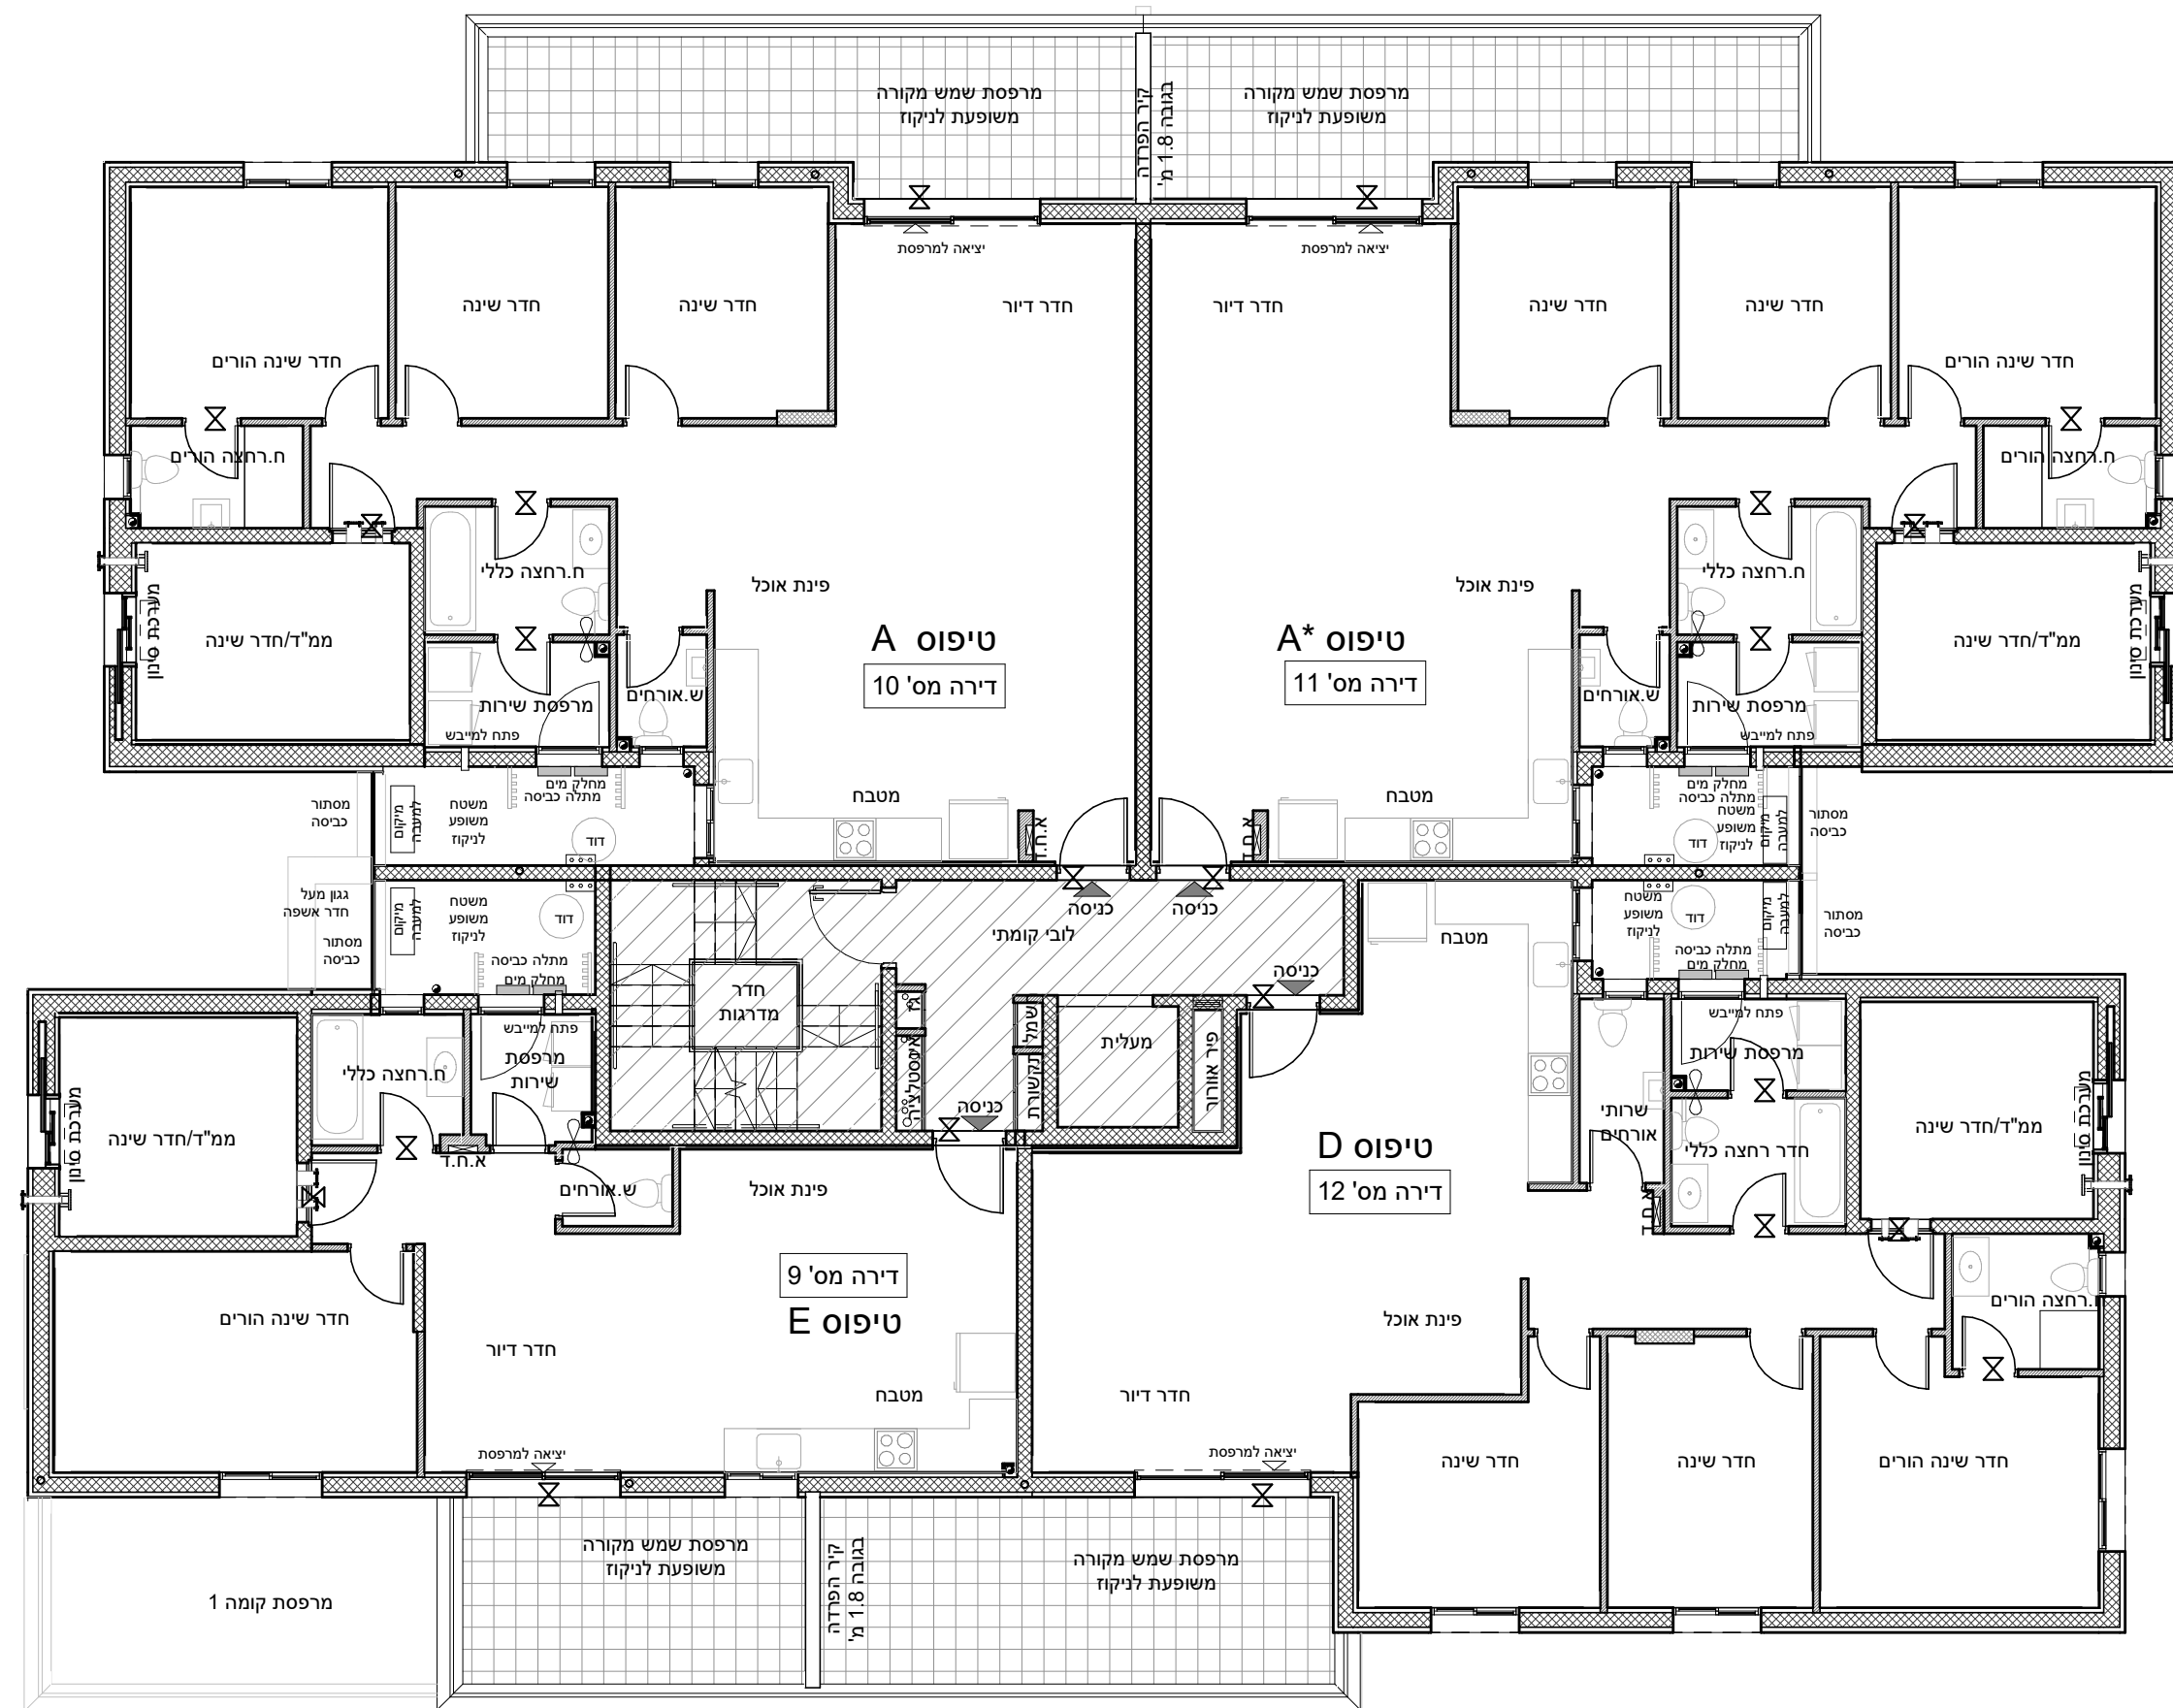 מרפסת שמש מקורה
משופעת לניקוז
קיר הפרדה
בגובה 1.8 מ'
מרפסת שמש מקורה
משופעת לניקוז
יציאה למרפסת
יציאה למרפסת
חדר שינה הורים
חדר שינה
חדר שינה
חדר דיור
חדר דיור
חדר שינה
חדר שינה
חדר שינה הורים
ח.רחצה הורים
ח.רחצה הורים
ח.רחצה כללי
פינת אוכל
פינת אוכל
ח.רחצה כללי
מערכת סינון
ממ"ד/חדר שינה
טיפוס A
דירה מס' 10
טיפוס A*
דירה מס' 11
ממ"ד/חדר שינה
מערכת סינון
מרפסת שירות
פתח למייבש
ש.אורחים
ש.אורחים
מרפסת שירות
פתח למייבש
מסתור
כביסה
מיקום
למעבה
משטח
משופע
לניקוז
מחלק מים
מתלה כביסה
דוד
מטבח
א.ח.ד
א.ח.ד
מטבח
מחלק מים
מתלה כביסה
משטח
משופע
לניקוז
דוד
מיקום
למעבה
מסתור
כביסה
גגון מעל
חדר אשפה
מסתור
כביסה
מיקום
למעבה
משטח
משופע
לניקוז
דוד
מתלה כביסה
מחלק מים
כניסה
כניסה
לובי קומתי
כניסה
מטבח
משטח
משופע
לניקוז
דוד
מתלה כביסה
מחלק מים
מיקום
למעבה
מסתור
כביסה
חדר
מדרגות
גז
אינסטלציה
חשמל
תקשורת
מעלית
פיר אוורור
כניסה
פתח למייבש
מרפסת
שירות
ח.רחצה כללי
מערכת סינון
ממ"ד/חדר שינה
א.ח.ד
ש.אורחים
פינת אוכל
דירה מס' 9
טיפוס E
חדר שינה הורים
חדר דיור
מטבח
יציאה למרפסת
פתח למייבש
מרפסת שירות
שרותי
אורחים
חדר רחצה כללי
ממ"ד/חדר שינה
מערכת סינון
טיפוס D
דירה מס' 12
א.ח.ד
ח.רחצה הורים
פינת אוכל
חדר דיור
יציאה למרפסת
חדר שינה
חדר שינה
חדר שינה הורים
מרפסת קומה 1
מרפסת שמש מקורה
משופעת לניקוז
קיר הפרדה
בגובה 1.8 מ'
מרפסת שמש מקורה
משופעת לניקוז